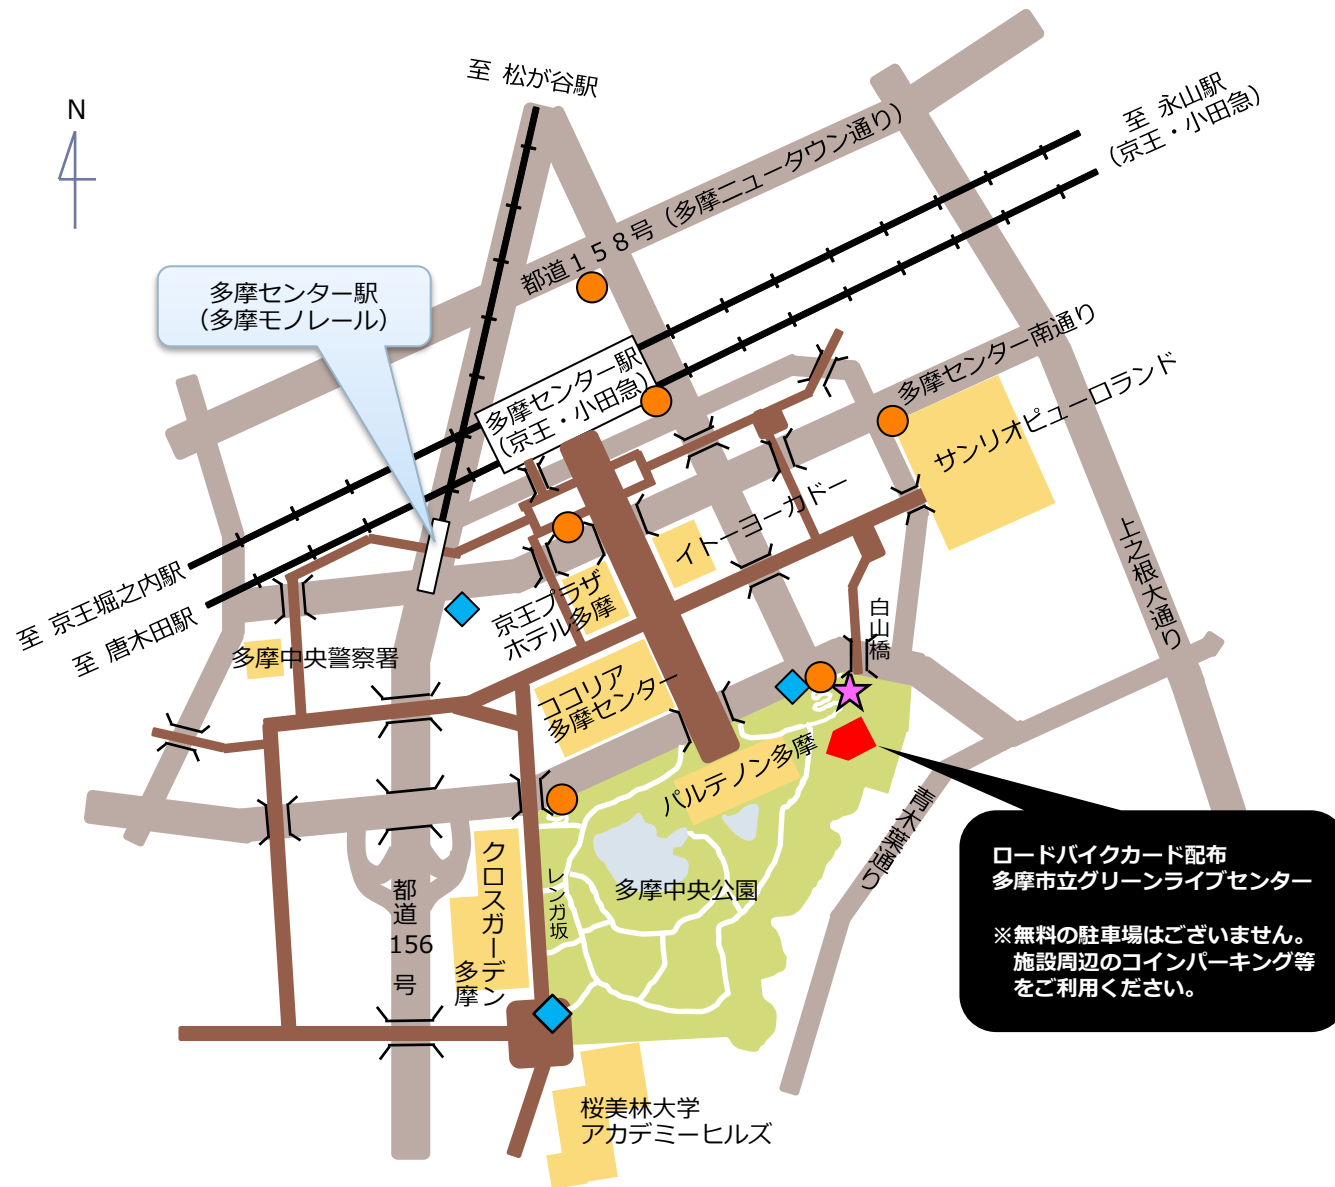 至 松が谷駅
N
至 永山駅
（京王・小田急）
都道１５８号（多摩ニュータウン通り）
多摩センター駅
（多摩モノレール）
多摩センター駅
（京王・小田急）
多摩センター南通り
サンリオピューロランド
イトーヨーカドー
上之根大通り
至 京王堀之内駅
至 唐木田駅
京王プラザ
ホテル多摩
白山橋
多摩中央警察署
ココリア
多摩センター
パルテノン多摩
青木葉通り
クロスガーデン
多摩
レンガ坂
多摩中央公園
都道
156
号
ロードバイクカード配布
多摩市立グリーンライブセンター
※無料の駐車場はございません。
施設周辺のコインパーキング等
をご利用ください。
桜美林大学
アカデミーヒルズ